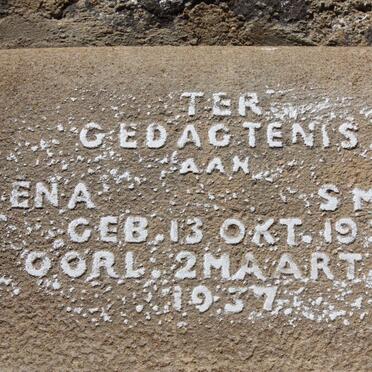 TER
GEDAGTENIS
AAN
ENA SM
GEB. 13 OKT. 19
OORL. 2 MAART.
1937